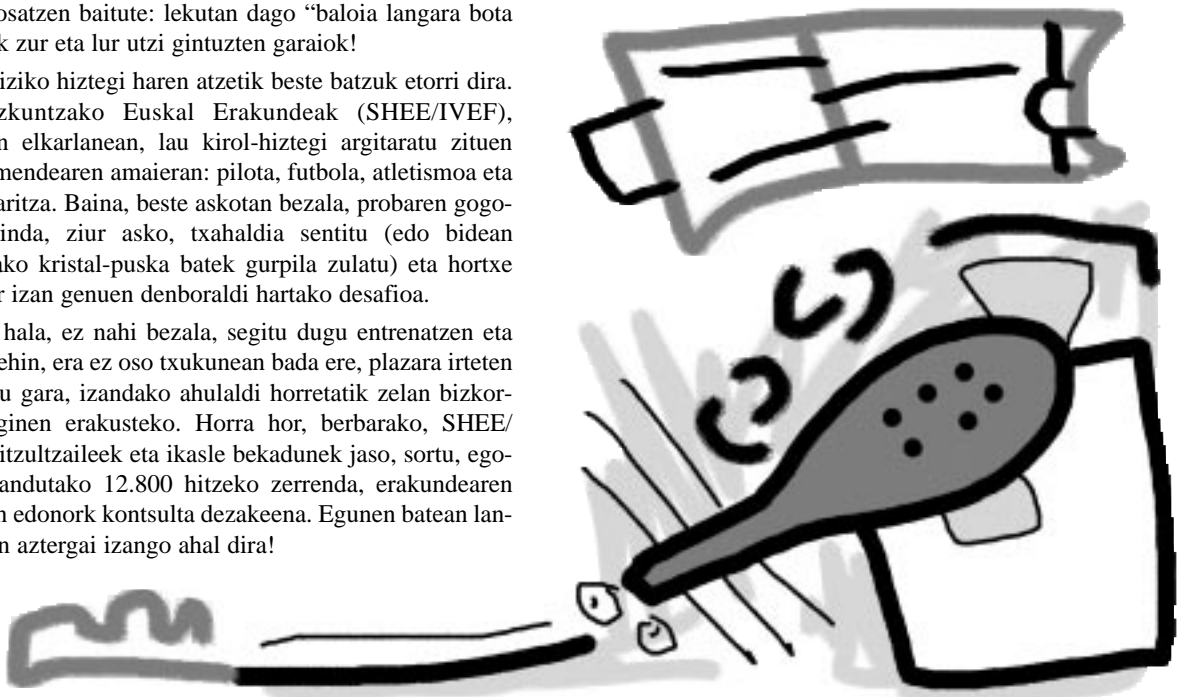 osatzen baitute: lekutan dago “baloia langara bota
k zur eta lur utzi gintuzten garaiok!
iziko hiztegi haren atzetik beste batzuk etorri dira.
zkuntzako Euskal Erakundeak (SHEE/IVEF),
n elkarlanean, lau kirol-hiztegi argitaratu zituen
mendearen amaieran: pilota, futbola, atletismoa eta
aritza. Baina, beste askotan bezala, probaren gogo-
inda, ziur asko, txahaldia sentitu (edo bidean
ako kristal-puska batek gurpila zulatu) eta hortxe
r izan genuen denboraldi hartako desafioa.
hala, ez nahi bezala, segitu dugu entrenatzen eta
ehin, era ez oso txukunean bada ere, plazara irteten
u gara, izandako ahulaldi horretatik zelan bizkor-
ginen erakusteko. Horra hor, berbarako, SHEE/
itzultzaileek eta ikasle bekadunek jaso, sortu, ego-
andutako 12.800 hitzeko zerrenda, erakundearen
n edonork kontsulta dezakeena. Egunen batean lan-
n aztergai izango ahal dira!